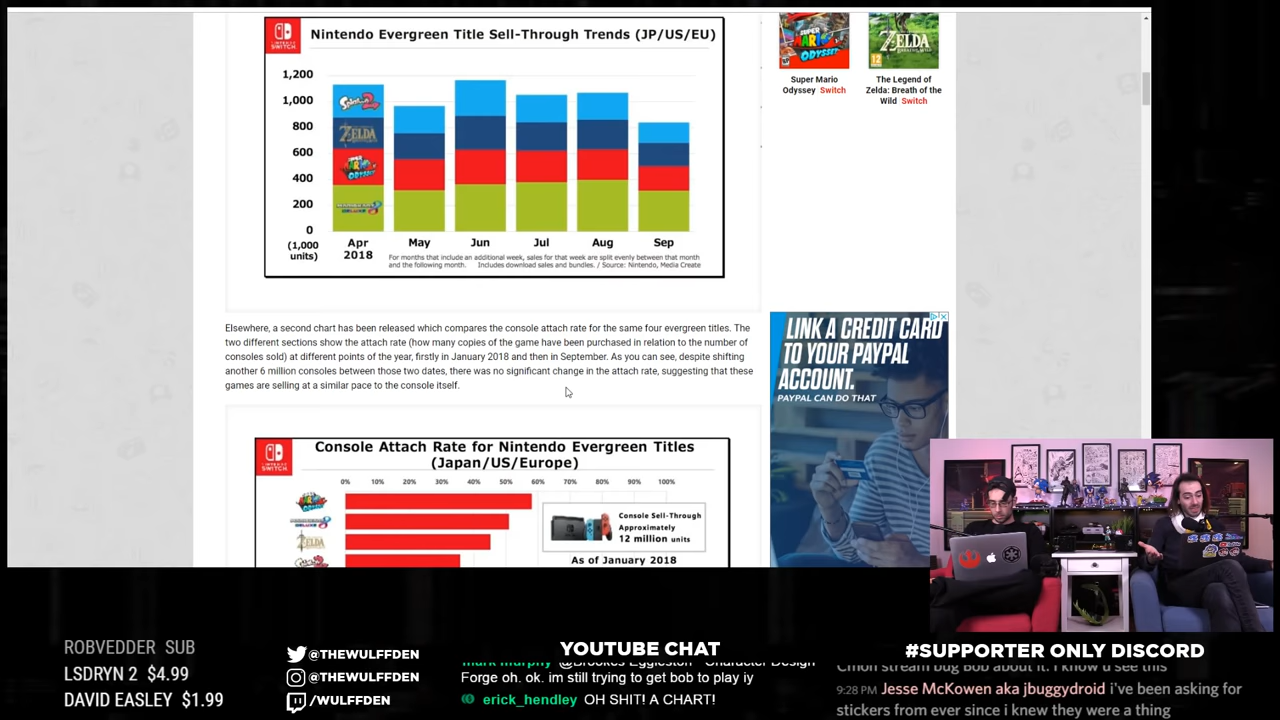 Nintendo Evergreen Title Sell-Through Trends (JP/US/EU)
1,200
1,000
800
600
400
200
0
(1,000
units)
ZELDA
Apr
2018
May
Jun
Jul
Aug
Sep
For months that include an additional week, sales for that week are split evenly between that month
and the following month. Includes download sales and bundles. / Source: Nintendo, Media Create
Super Mario
Odyssey Switch
The Legend of
Zelda: Breath of the
Wild Switch
Elsewhere, a second chart has been released which compares the console attach rate for the same four evergreen titles. The
two different sections show the attach rate (how many copies of the game have been purchased in relation to the number of
consoles sold) at different points of the year, firstly in January 2018 and then in September. As you can see, despite shifting
another 6 million consoles between those two dates, there was no significant change in the attach rate, suggesting that these
games are selling at a similar pace to the console itself.
LINK A CREDIT CARD
TO YOUR PAYPAL
ACCOUNT.
PAYPAL CAN DO THAT
Console Attach Rate for Nintendo Evergreen Titles
(Japan/US/Europe)
0% 10% 20% 30% 40% 50% 60% 70% 80% 90% 100%
Console Sell-Through
Approximately
12 million units
As of January 2018
ROBVEDDER SUB
LSDRYN 2 $4.99
DAVID EASLEY $1.99
@THEWULFFDEN
@THEWULFFDEN
/WULFFDEN
YOUTUBE CHAT
mark murphy @Brookes Eggleston - Character Design
Forge oh. ok. im still trying to get bob to play iy
erick_hendley OH SHIT! A CHART!
#SUPPORTER ONLY DISCORD
Cmon stream bug Bob about it. I know u see this
9:28 PM Jesse McKowen aka jbuggydroid i've been asking for
stickers from ever since i knew they were a thing